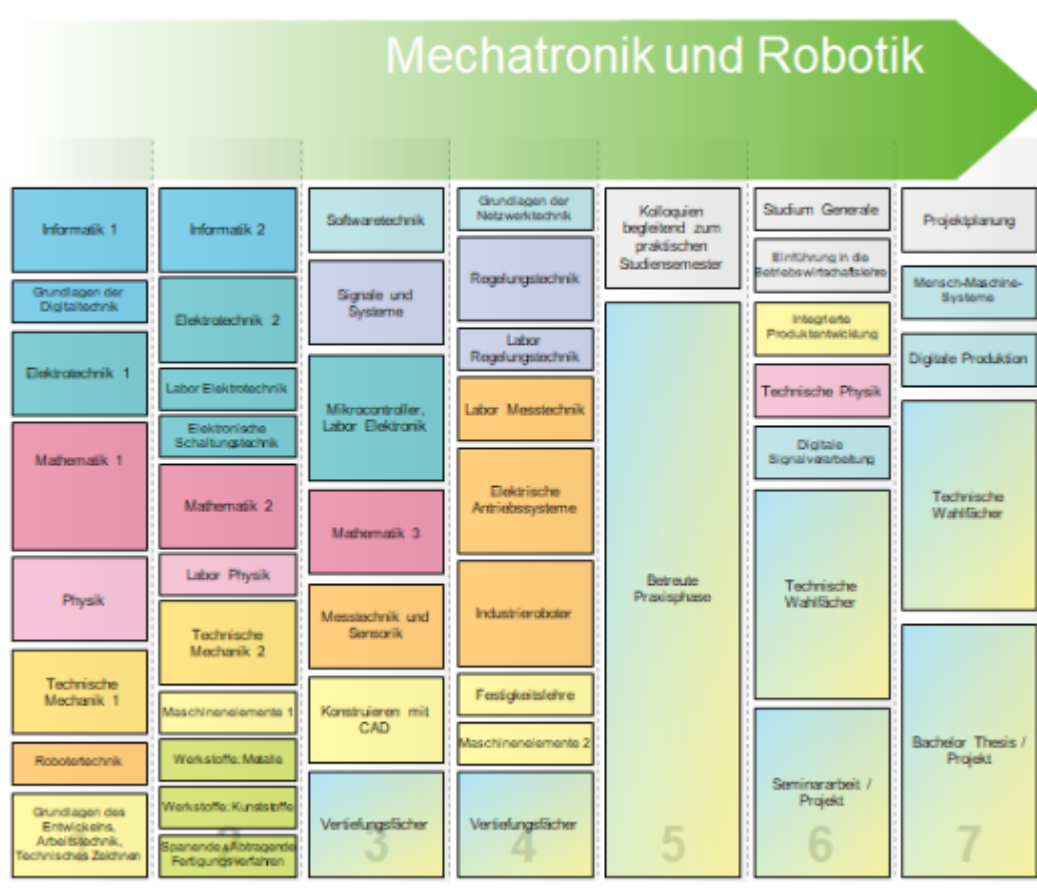 Mechatronik und Robotik
Informatik 1
Grundlagen der
Digitaltechnik
Elektrotechnik 1
Mathematik 1
Physik
Technische
Mechanik 1
Robotertechnik
Grundlagen des
Entwickelns,
Arbeitstechnik,
Technisches Zeichnen
Informatik 2
Elektrotechnik 2
Labor Elektrotechnik
Elektronische
Schaltungstechnik
Mathematik 2
Labor Physik
Technische
Mechanik 2
Maschinenelemente 1
Werkstoffe: Metalle
Werkstoffe: Kunststoffe
Spanende + Abtragende
Fertigungsverfahren
2
Softwaretechnik
Signale und
Systeme
Mikrocontroller,
Labor Elektronik
Mathematik 3
Messtechnik und
Sensorik
Konstruieren mit
CAD
Vertiefungsfächer
3
Grundlagen der
Netzwerktechnik
Regelungstechnik
Labor
Regelungstechnik
Labor Messtechnik
Elektrische
Antriebssysteme
Industrieroboter
Festigkeitslehre
Maschinenelemente 2
Vertiefungsfächer
4
Kolloquien
begleitend zum
praktischen
Studiensemester
Betreute
Praxisphase
5
Studium Generale
Einführung in die
Betriebswirtschaftslehre
Integrierte
Produktentwicklung
Technische Physik
Digitale
Signalverarbeitung
Technische
Wahlfächer
Seminararbeit /
Projekt
6
Projektplanung
Mensch-Maschine-
Systeme
Digitale Produktion
Technische
Wahlfächer
Bachelor Thesis /
Projekt
7